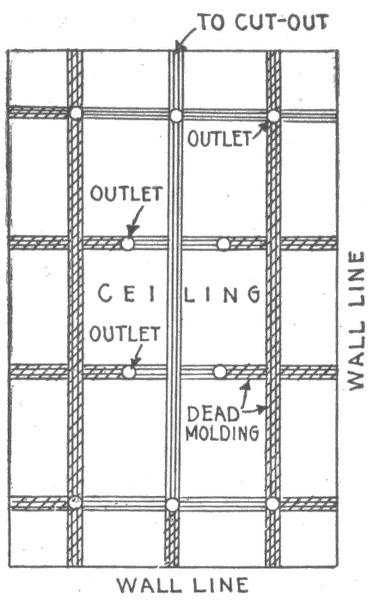 TO CUT-OUT
OUTLET
OUTLET
CEILING
OUTLET
WALL LINE
DEAD
MOLDING
WALL LINE